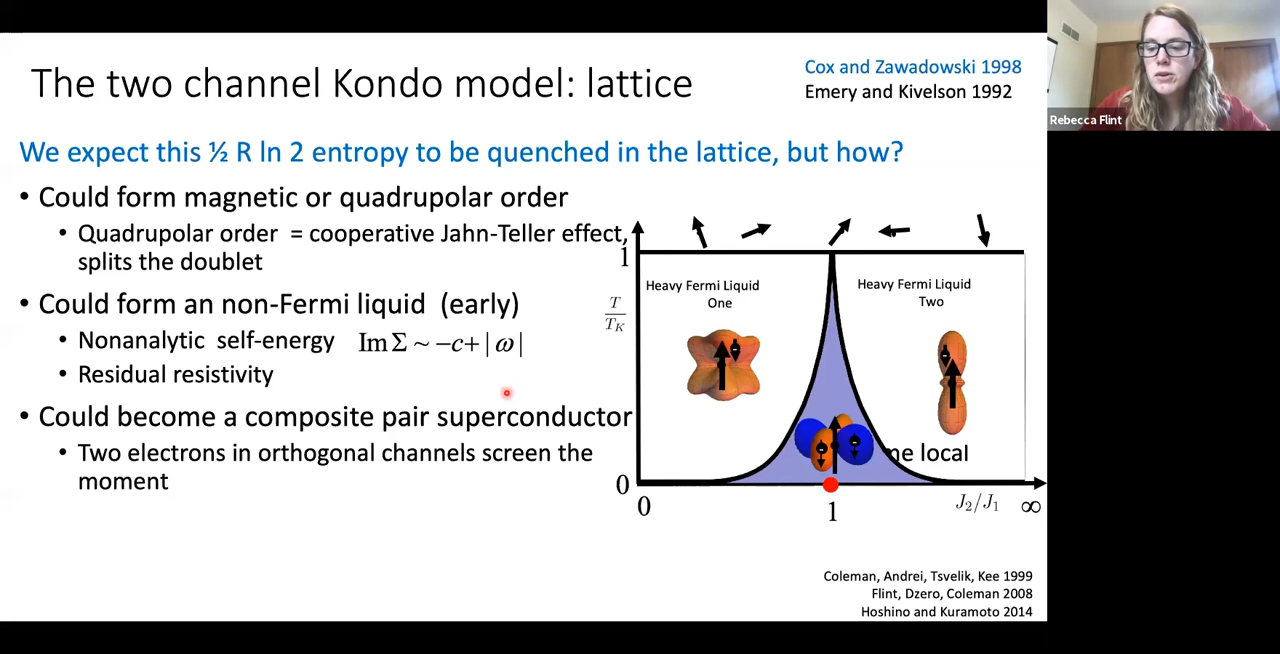 The two channel Kondo model: lattice
Cox and Zawadowski 1998
Emery and Kivelson 1992
Rebecca Flint
We expect this ½ R ln 2 entropy to be quenched in the lattice, but how?
• Could form magnetic or quadrupolar order
• Quadrupolar order = cooperative Jahn-Teller effect,
splits the doublet
• Could form an non-Fermi liquid (early)
• Nonanalytic self-energy Im Σ ~ −c+ | ω |
• Residual resistivity
• Could become a composite pair superconductor
• Two electrons in orthogonal channels screen the
local
moment
1
T/T_K
Heavy Fermi Liquid
One
Heavy Fermi Liquid
Two
0
0
1
J_2/J_1
∞
Coleman, Andrei, Tsvelik, Kee 1999
Flint, Dzero, Coleman 2008
Hoshino and Kuramoto 2014